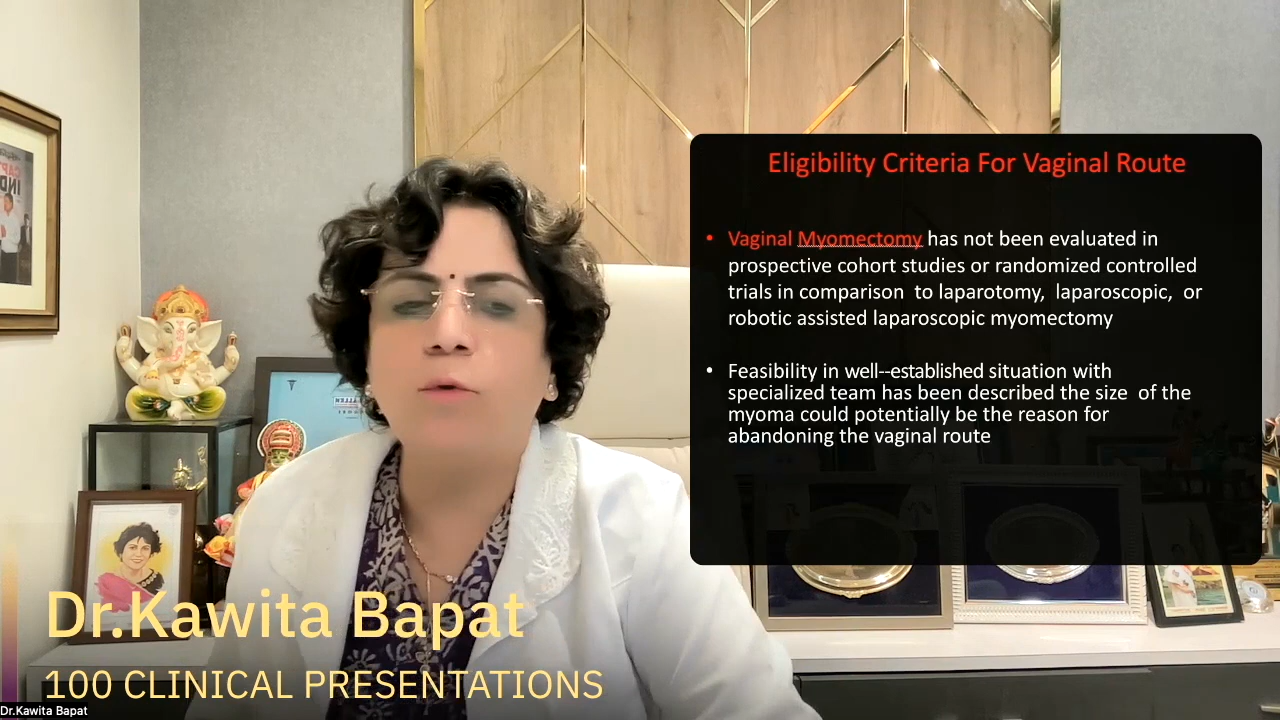 Eligibility Criteria For Vaginal Route
• Vaginal Myomectomy has not been evaluated in
prospective cohort studies or randomized controlled
trials in comparison to laparotomy, laparoscopic, or
robotic assisted laparoscopic myomectomy
• Feasibility in well--established situation with
specialized team has been described the size of the
myoma could potentially be the reason for
abandoning the vaginal route
Dr.Kawita Bapat
100 CLINICAL PRESENTATIONS
Dr.Kawita Bapat